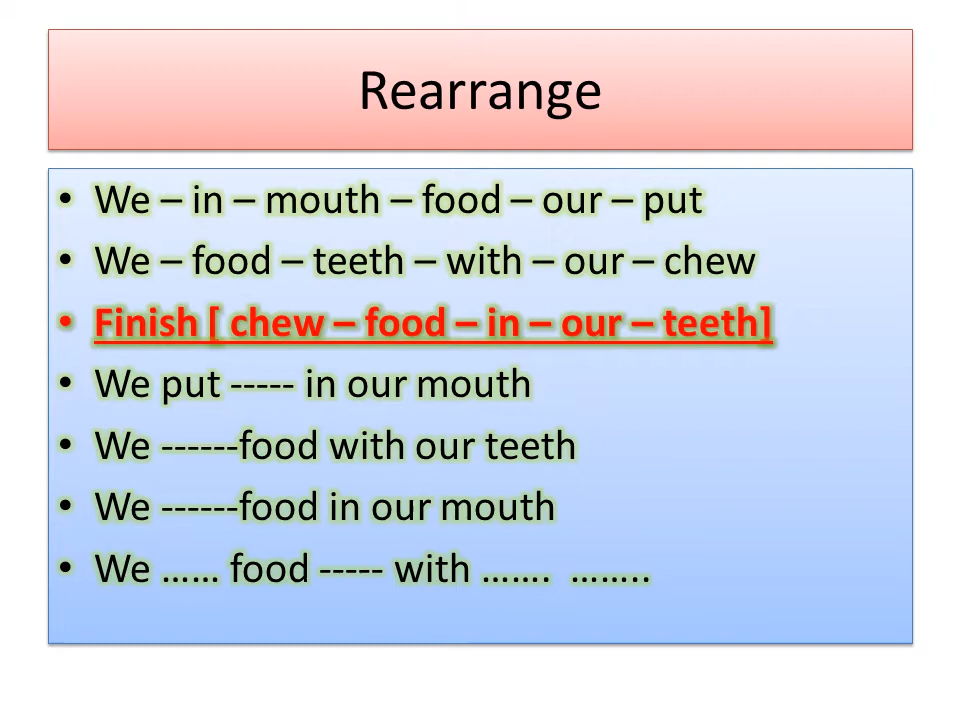 Rearrange
• We – in – mouth – food – our – put
• We – food – teeth – with – our – chew
• Finish [ chew – food – in – our – teeth]
• We put ----- in our mouth
• We ------food with our teeth
• We ------food in our mouth
• We …… food ----- with ……. ……..